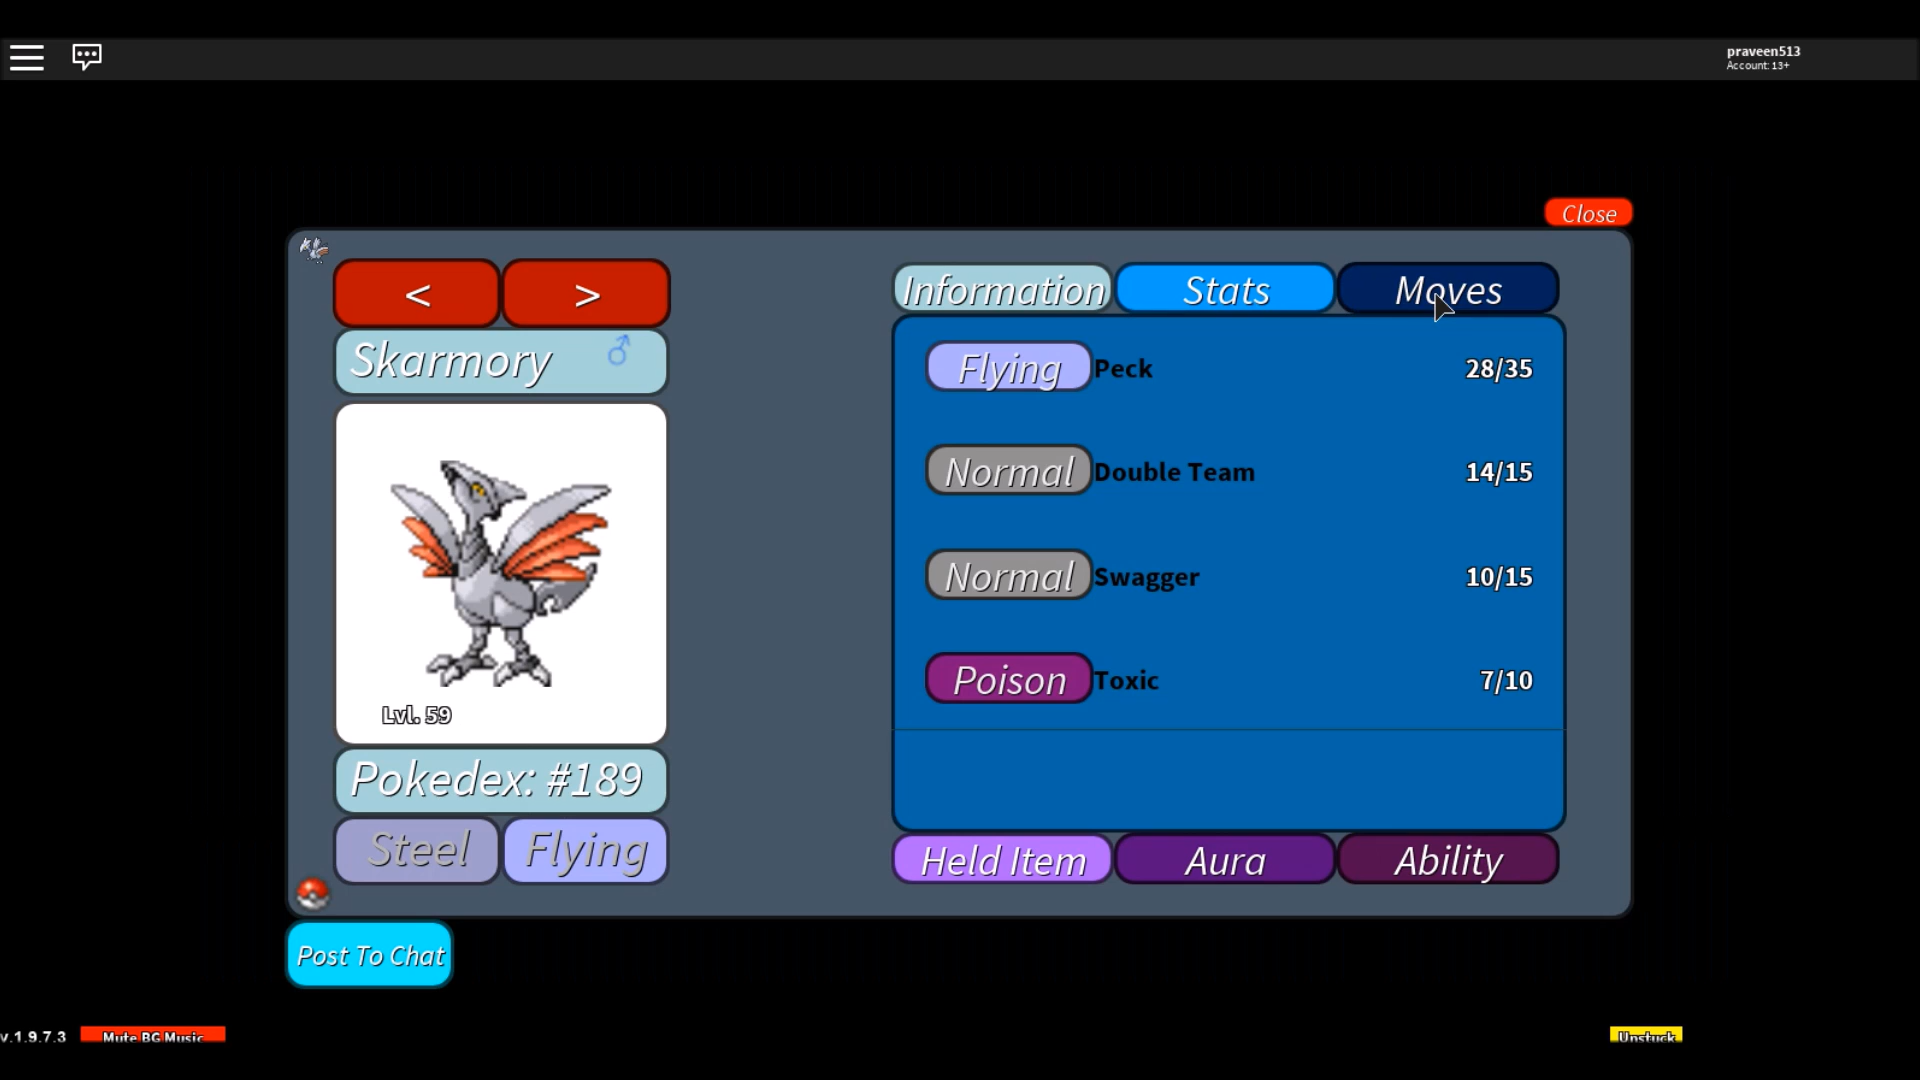 praveen513
Account: 13+
Close
< >
Information Stats Moves
Skarmory
Flying Peck 28/35
Normal Double Team 14/15
Normal Swagger 10/15
Poison Toxic 7/10
Lvl. 59
Pokedex: #189
Steel Flying
Held Item Aura Ability
Post To Chat
v.1.9.7.3 Mute BG Music
Unstuck